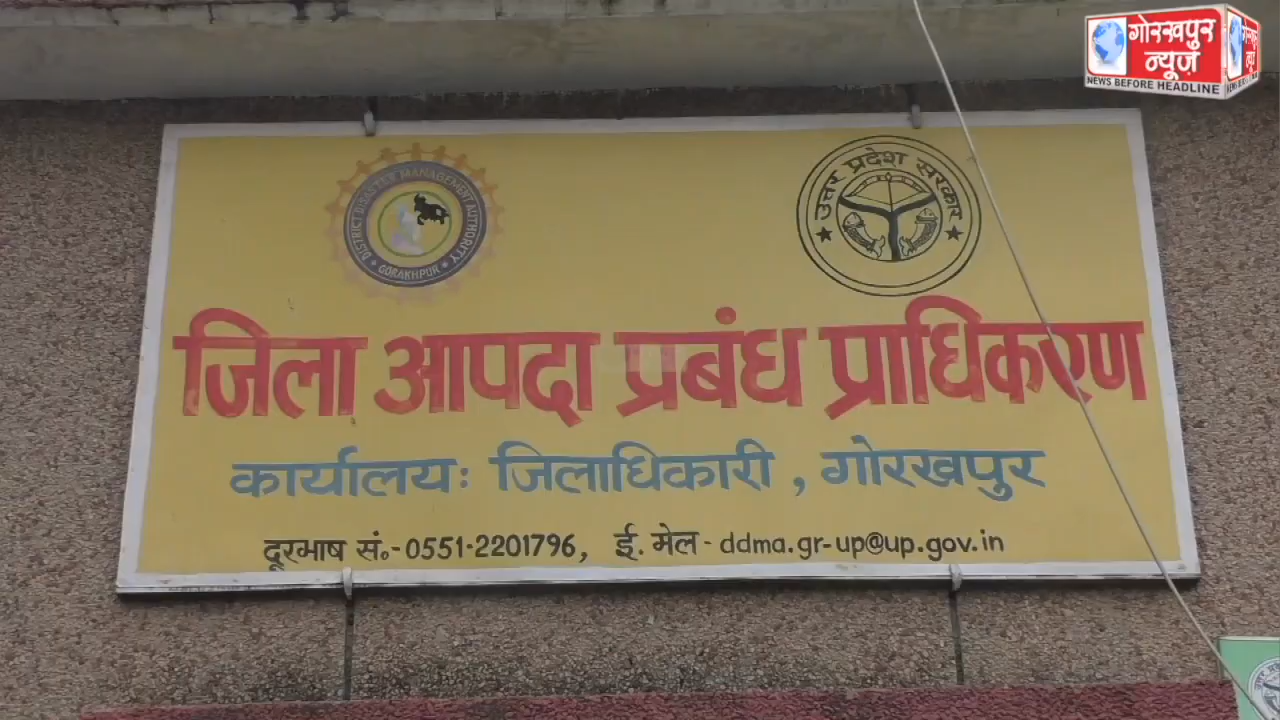 गोरखपुर
न्यूज़
NEWS BEFORE HEADLINE
DISTRICT DISASTER MANAGEMENT AUTHORITY
GORAKHPUR
उत्तर प्रदेश सरकार
जिला आपदा प्रबंध प्राधिकरण
कार्यालयः जिलाधिकारी , गोरखपुर
दूरभाष सं०-0551-2201796, ई. मेल - ddma.gr-up@up.gov.in